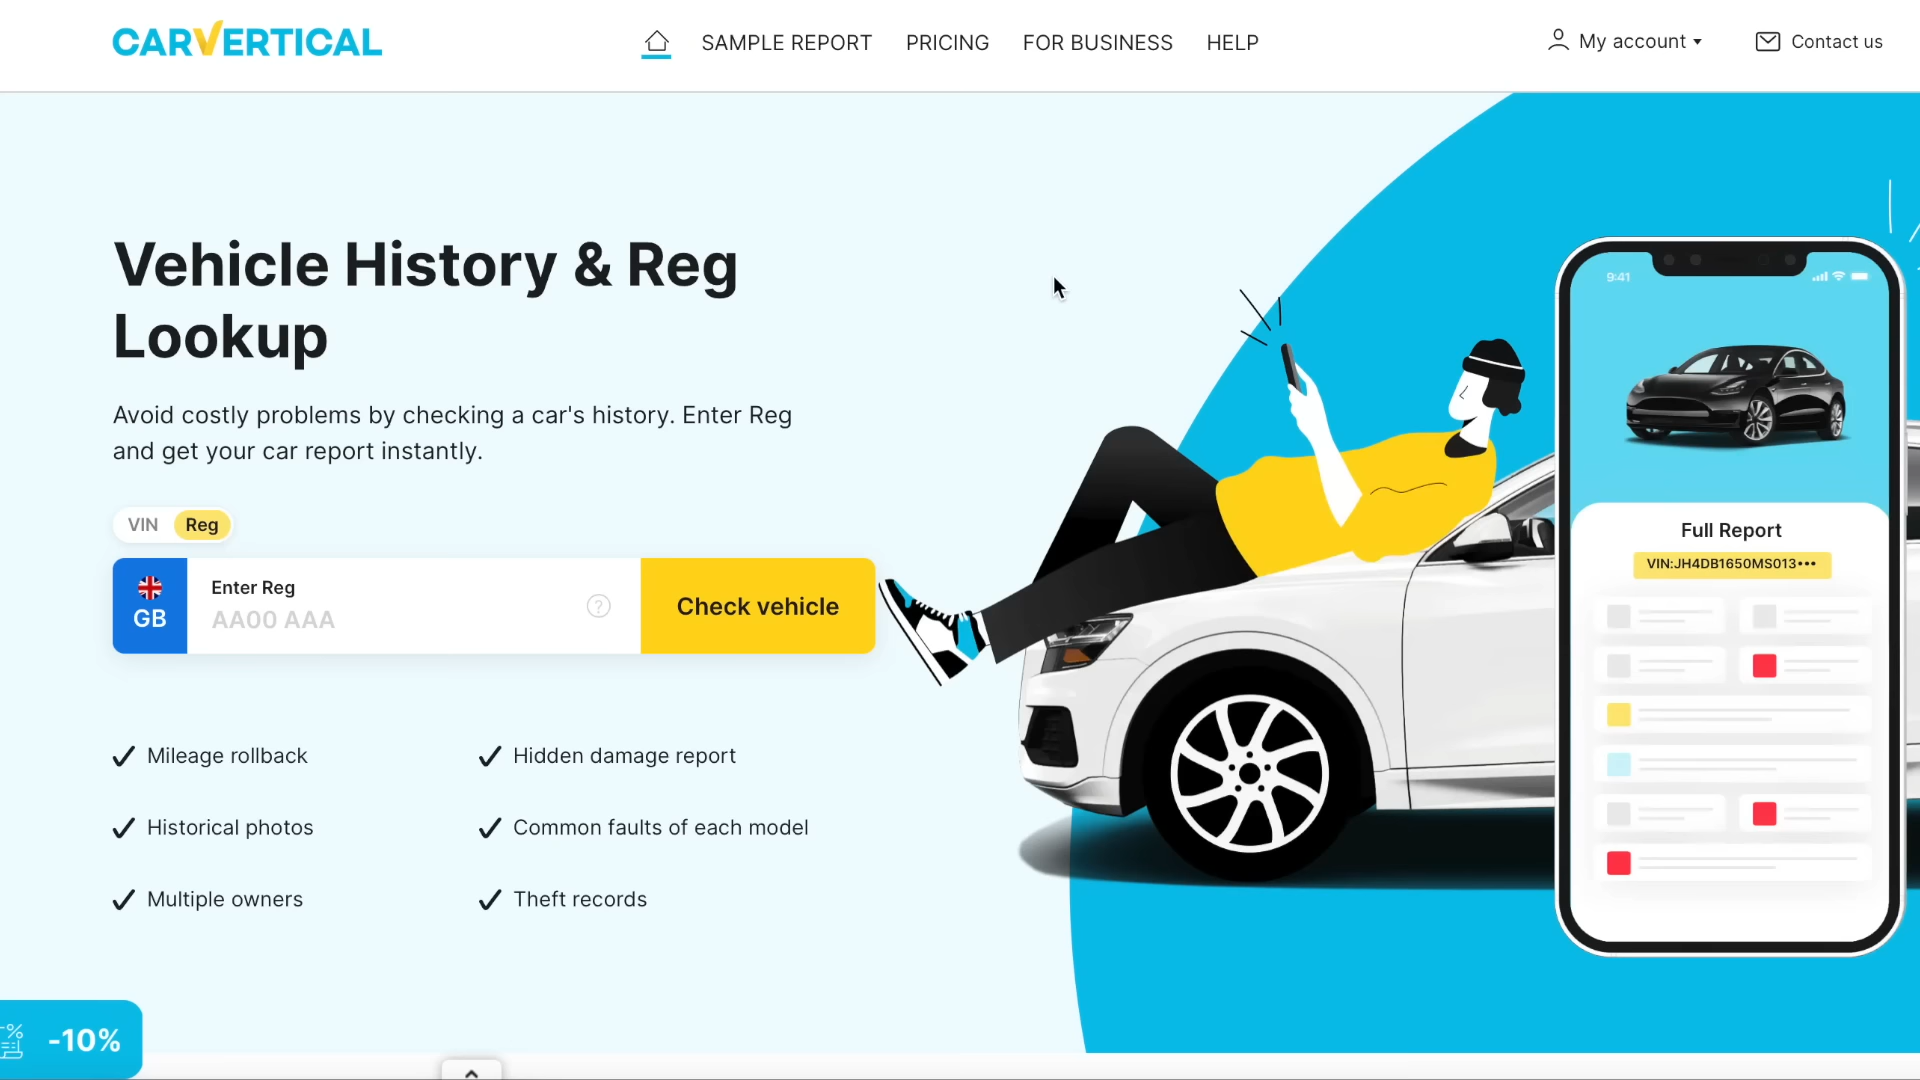 CARVERTICAL
SAMPLE REPORT
PRICING
FOR BUSINESS
HELP
My account
Contact us
Vehicle History & Reg
Lookup
Avoid costly problems by checking a car's history. Enter Reg
and get your car report instantly.
VIN
Reg
GB
Enter Reg
AA00 AAA
?
Check vehicle
Mileage rollback
Hidden damage report
Historical photos
Common faults of each model
Multiple owners
Theft records
-10%
9:41
Full Report
VIN:JH4DB1650MS013•••